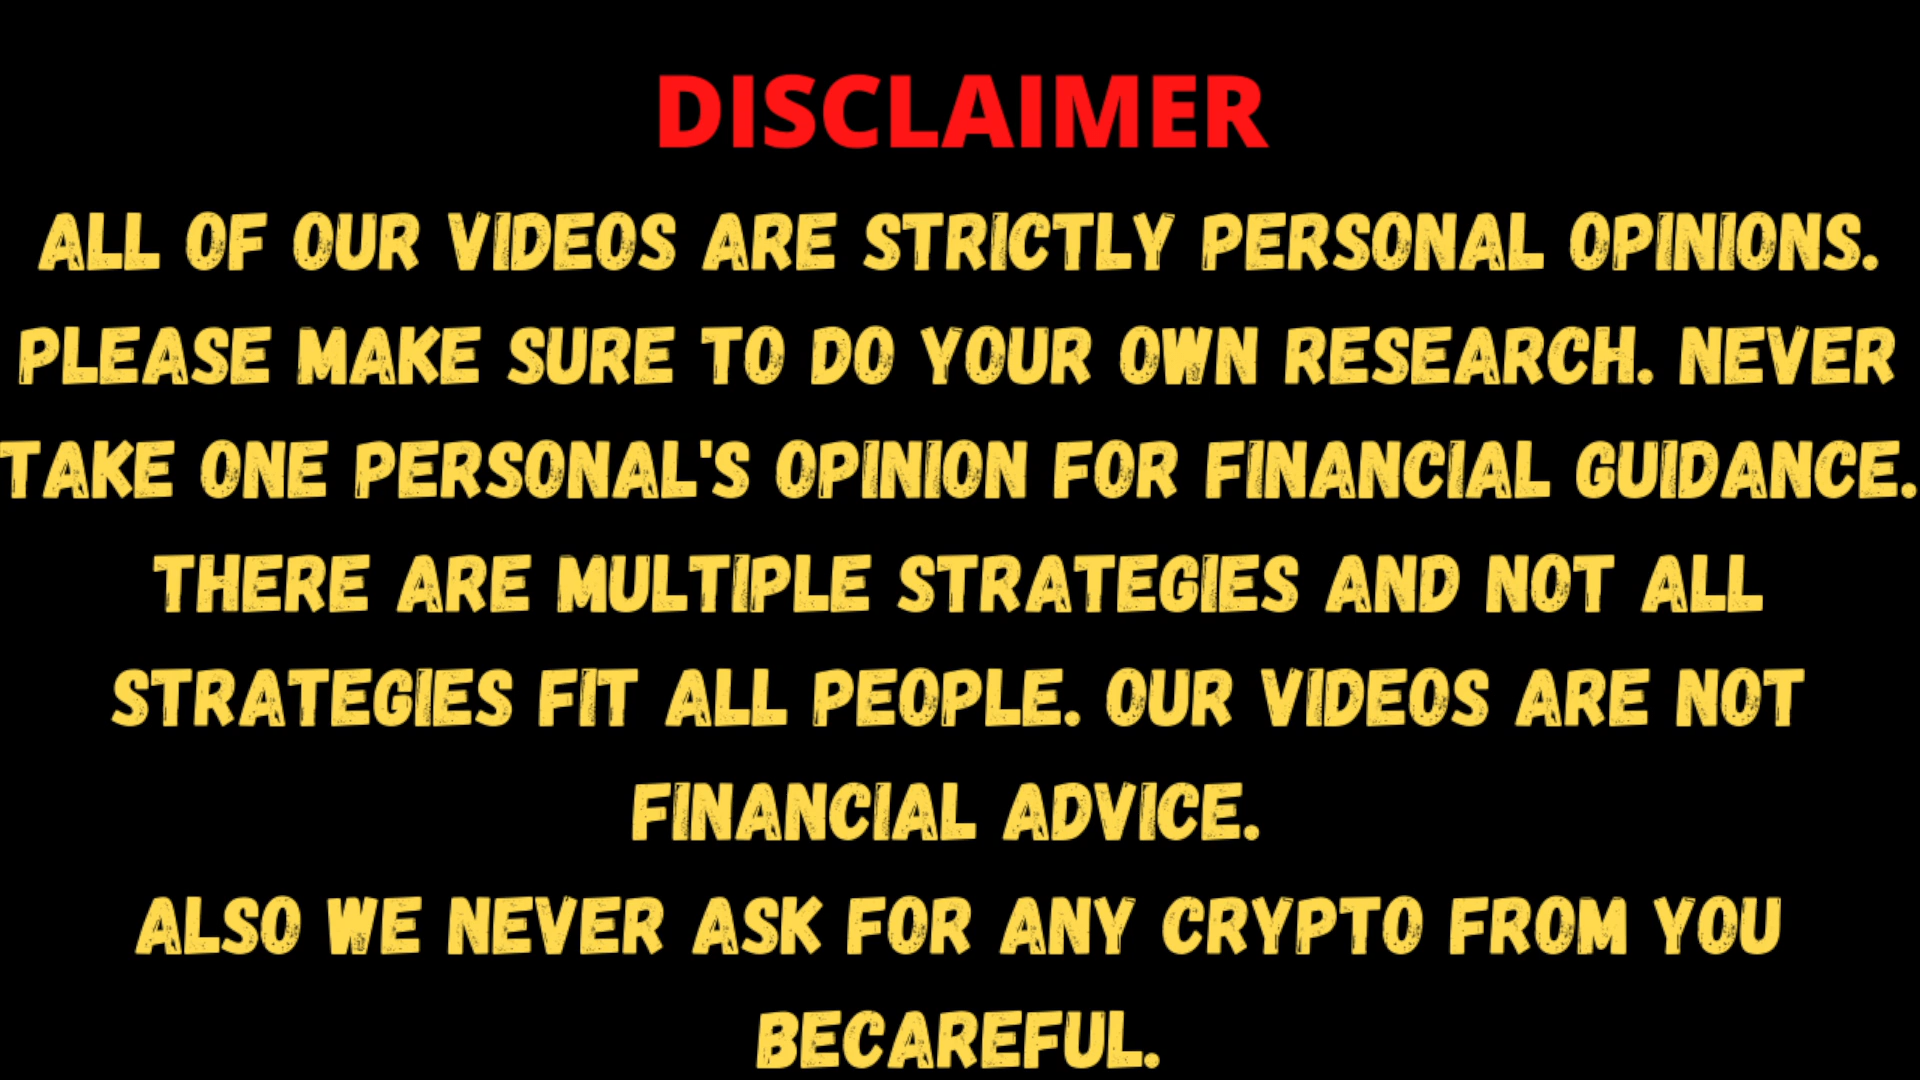 DISCLAIMER
ALL OF OUR VIDEOS ARE STRICTLY PERSONAL OPINIONS.
PLEASE MAKE SURE TO DO YOUR OWN RESEARCH. NEVER
TAKE ONE PERSONAL'S OPINION FOR FINANCIAL GUIDANCE.
THERE ARE MULTIPLE STRATEGIES AND NOT ALL
STRATEGIES FIT ALL PEOPLE. OUR VIDEOS ARE NOT
FINANCIAL ADVICE.
ALSO WE NEVER ASK FOR ANY CRYPTO FROM YOU
BECAREFUL.